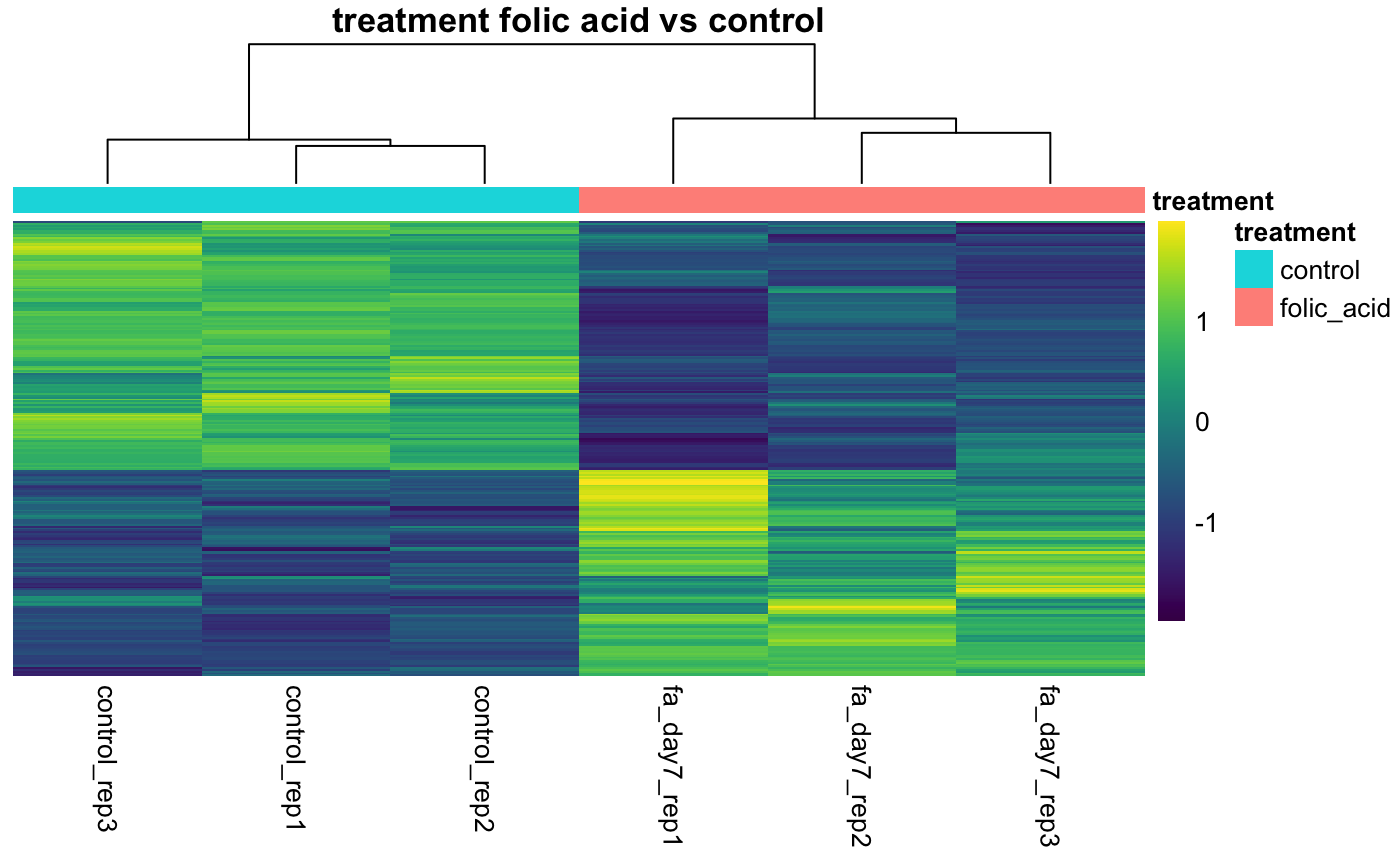 treatment folic acid vs control
treatment
treatment
control
folic_acid
1
0
-1
control_rep3
control_rep1
control_rep2
fa_day7_rep1
fa_day7_rep2
fa_day7_rep3